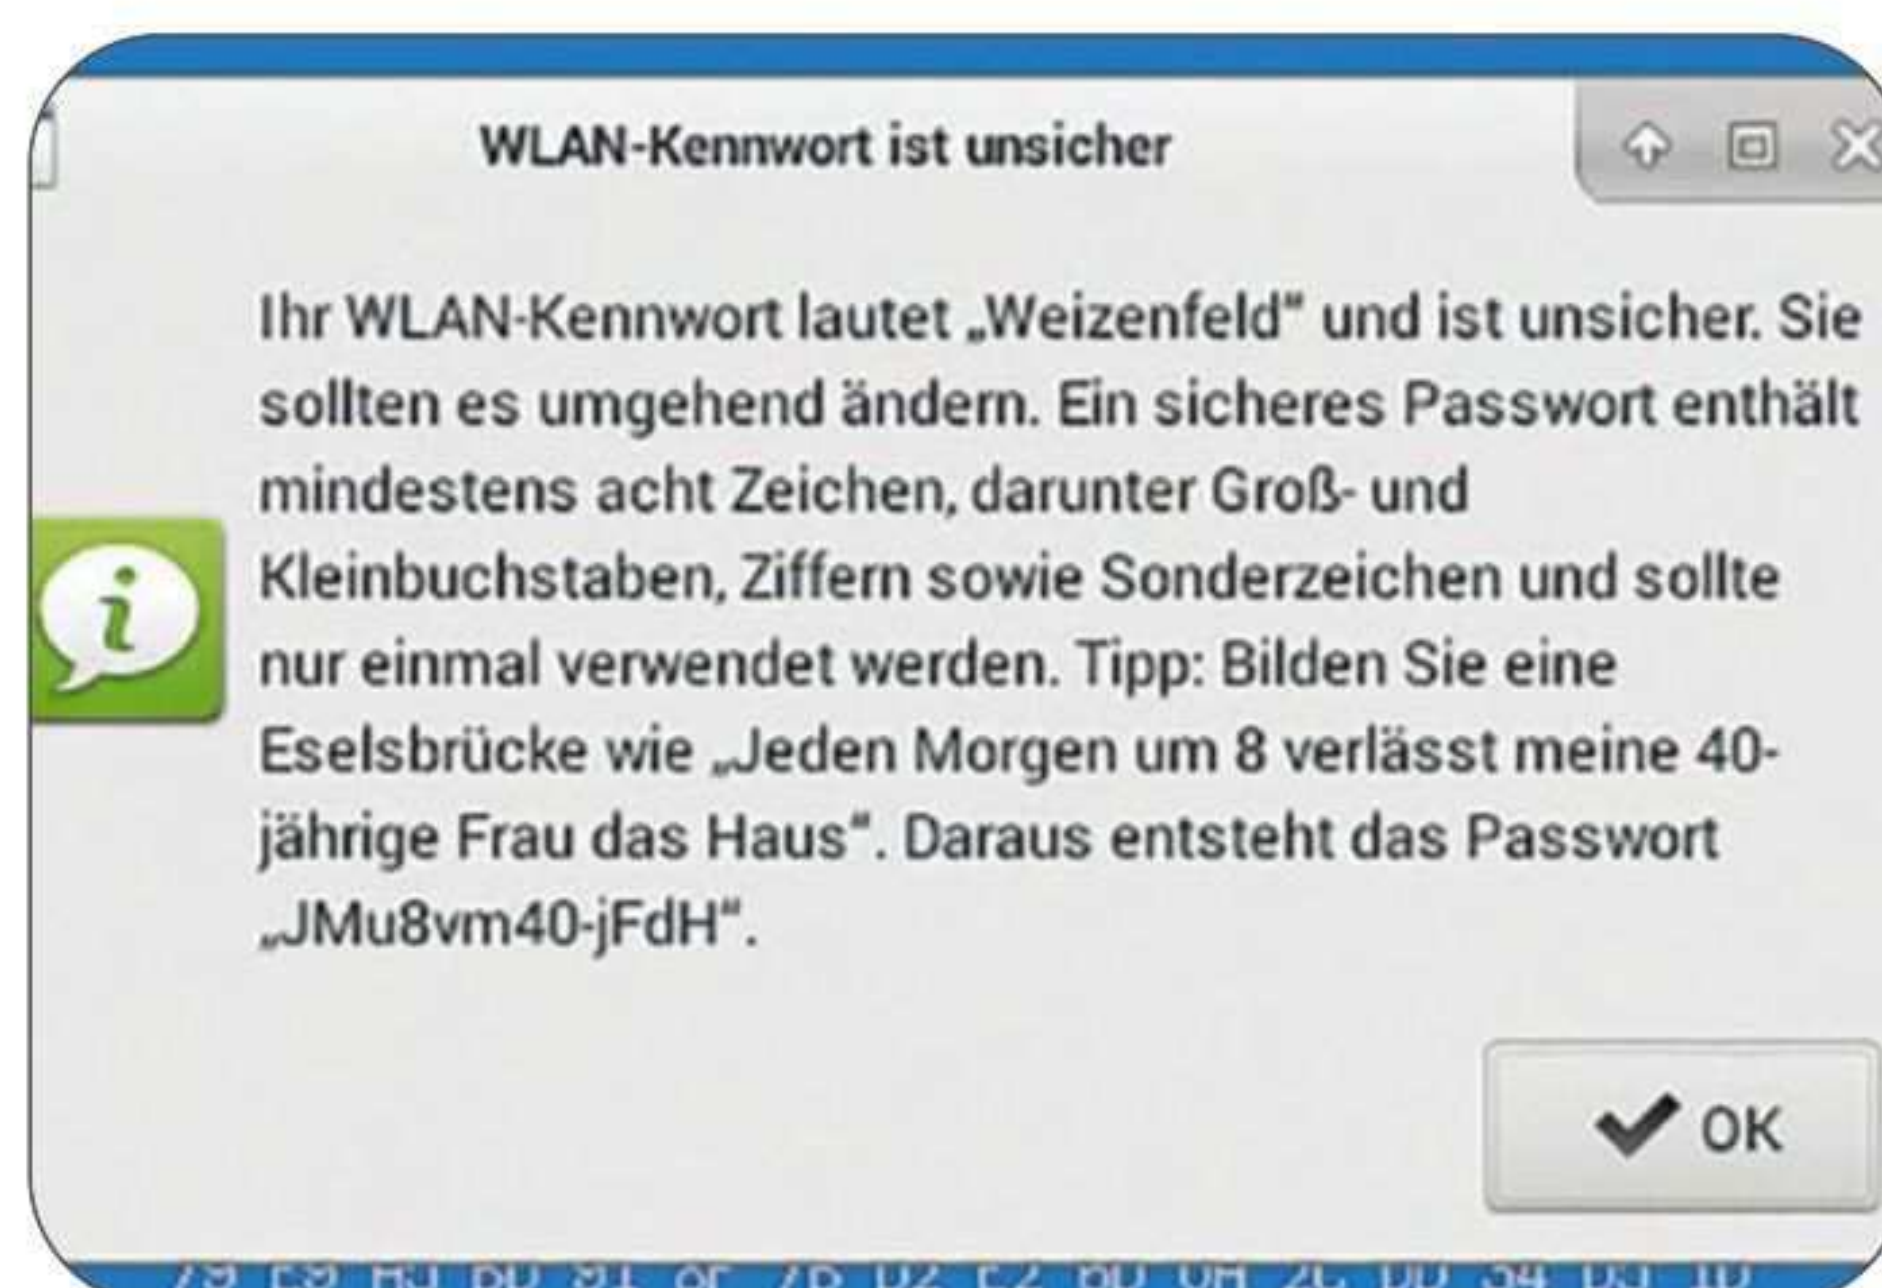 WLAN-Kennwort ist unsicher
Ihr WLAN-Kennwort lautet „Weizenfeld“ und ist unsicher. Sie
sollten es umgehend ändern. Ein sicheres Passwort enthält
mindestens acht Zeichen, darunter Groß- und
Kleinbuchstaben, Ziffern sowie Sonderzeichen und sollte
nur einmal verwendet werden. Tipp: Bilden Sie eine
Eselsbrücke wie „Jeden Morgen um 8 verlässt meine 40-
jährige Frau das Haus“. Daraus entsteht das Passwort
„JMu8vm40-jFdH“.
OK